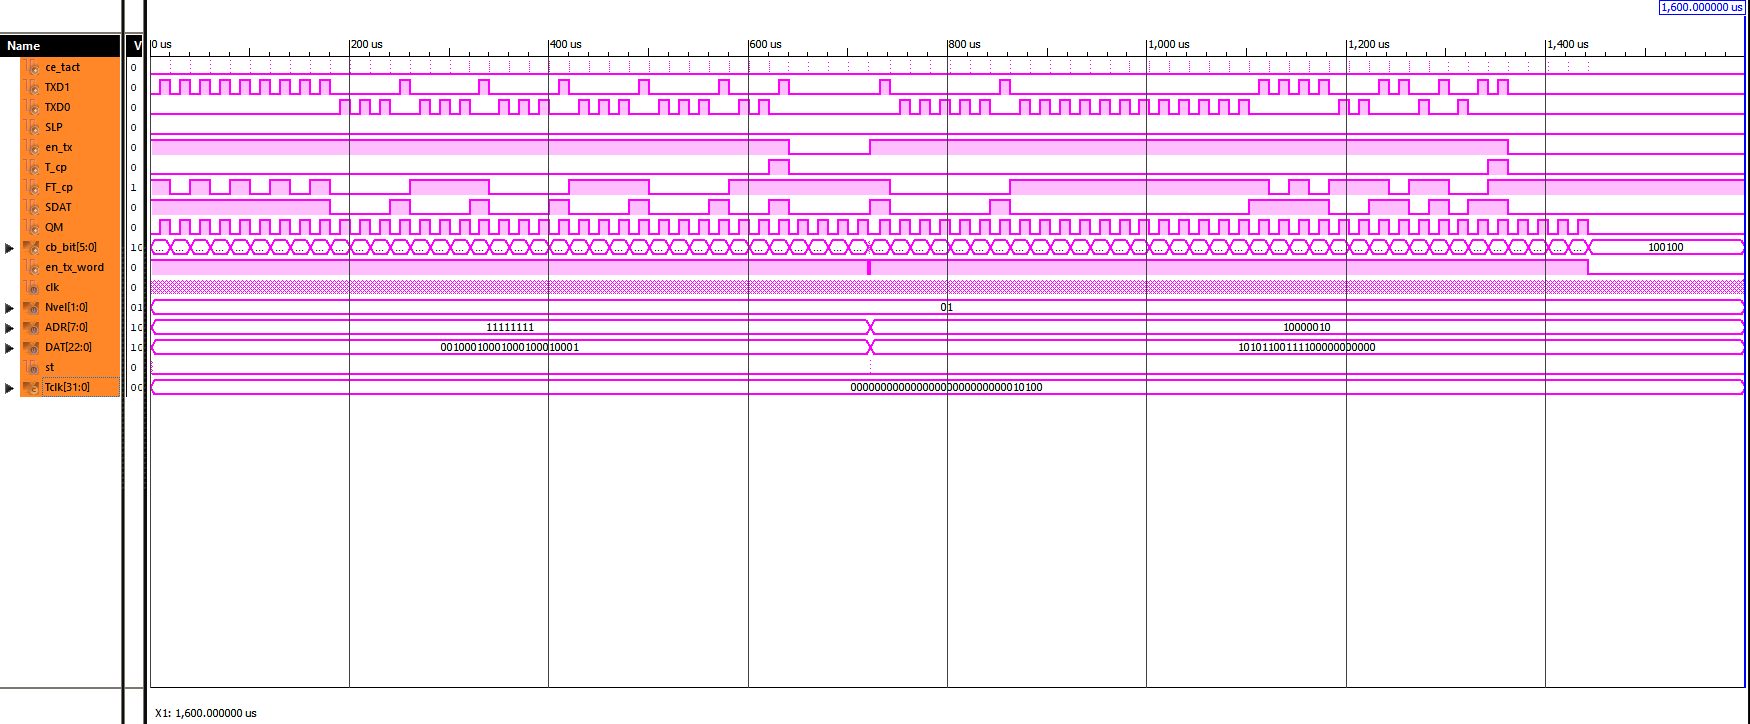 1,600.000000 us
Name V 0 us 200 us 400 us 600 us 800 us 1,000 us 1,200 us 1,400 us
ce_tact 0
TXD1 0
TXD0 0
SLP 0
en_tx 0
T_cp 0
FT_cp 1
SDAT 0
QM 0
cb_bit[5:0] 10 100100
en_tx_word 0
clk 0
Nvel[1:0] 01 01
ADR[7:0] 10 11111111 10000010
DAT[22:0] 10 00100010001000100010001 10101100111100000000000
st 0
Tclk[31:0] 00 00000000000000000000000000010100
X1: 1,600.000000 us